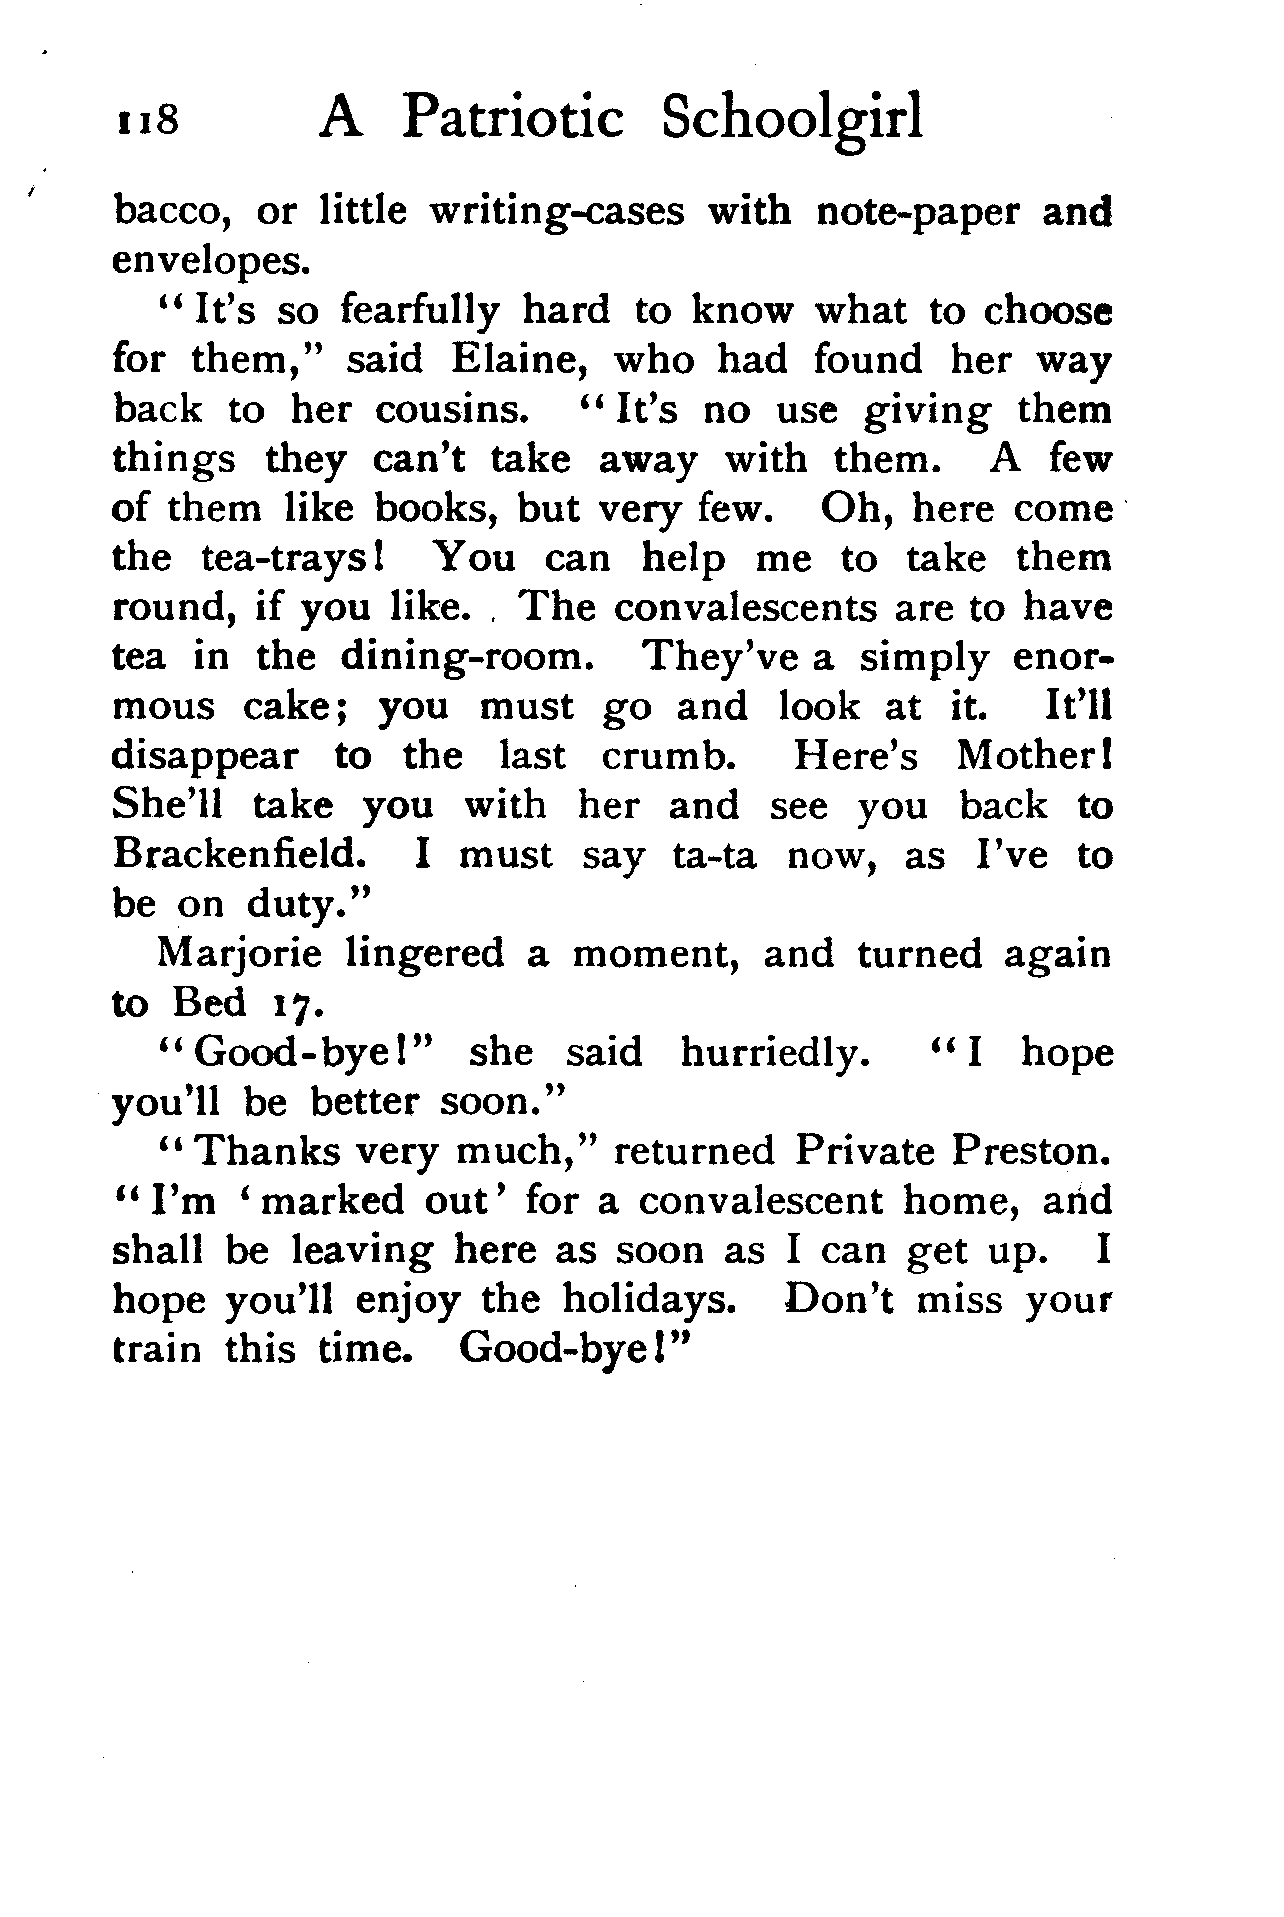 118 A Patriotic Schoolgirl
bacco, or little writing-cases with note-paper and
envelopes.
"It's so fearfully hard to know what to choose
for them," said Elaine, who had found her way
back to her cousins. "It's no use giving them
things they can't take away with them. A few
of them like books, but very few. Oh, here come
the tea-trays! You can help me to take them
round, if you like. The convalescents are to have
tea in the dining-room. They've a simply enor-
mous cake; you must go and look at it. It'll
disappear to the last crumb. Here's Mother!
She'll take you with her and see you back to
Brackenfield. I must say ta-ta now, as I've to
be on duty."
Marjorie lingered a moment, and turned again
to Bed 17.
"Good-bye!" she said hurriedly. "I hope
you'll be better soon."
"Thanks very much," returned Private Preston.
"I'm 'marked out' for a convalescent home, and
shall be leaving here as soon as I can get up. I
hope you'll enjoy the holidays. Don't miss your
train this time. Good-bye!"